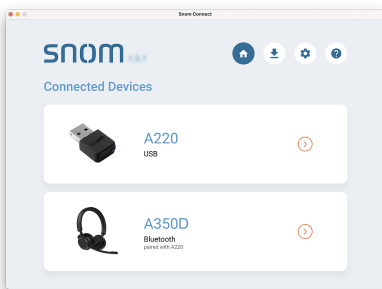 Snom Connect
snom
Connected Devices
A220
USB
A350D
Bluetooth
paired with A220